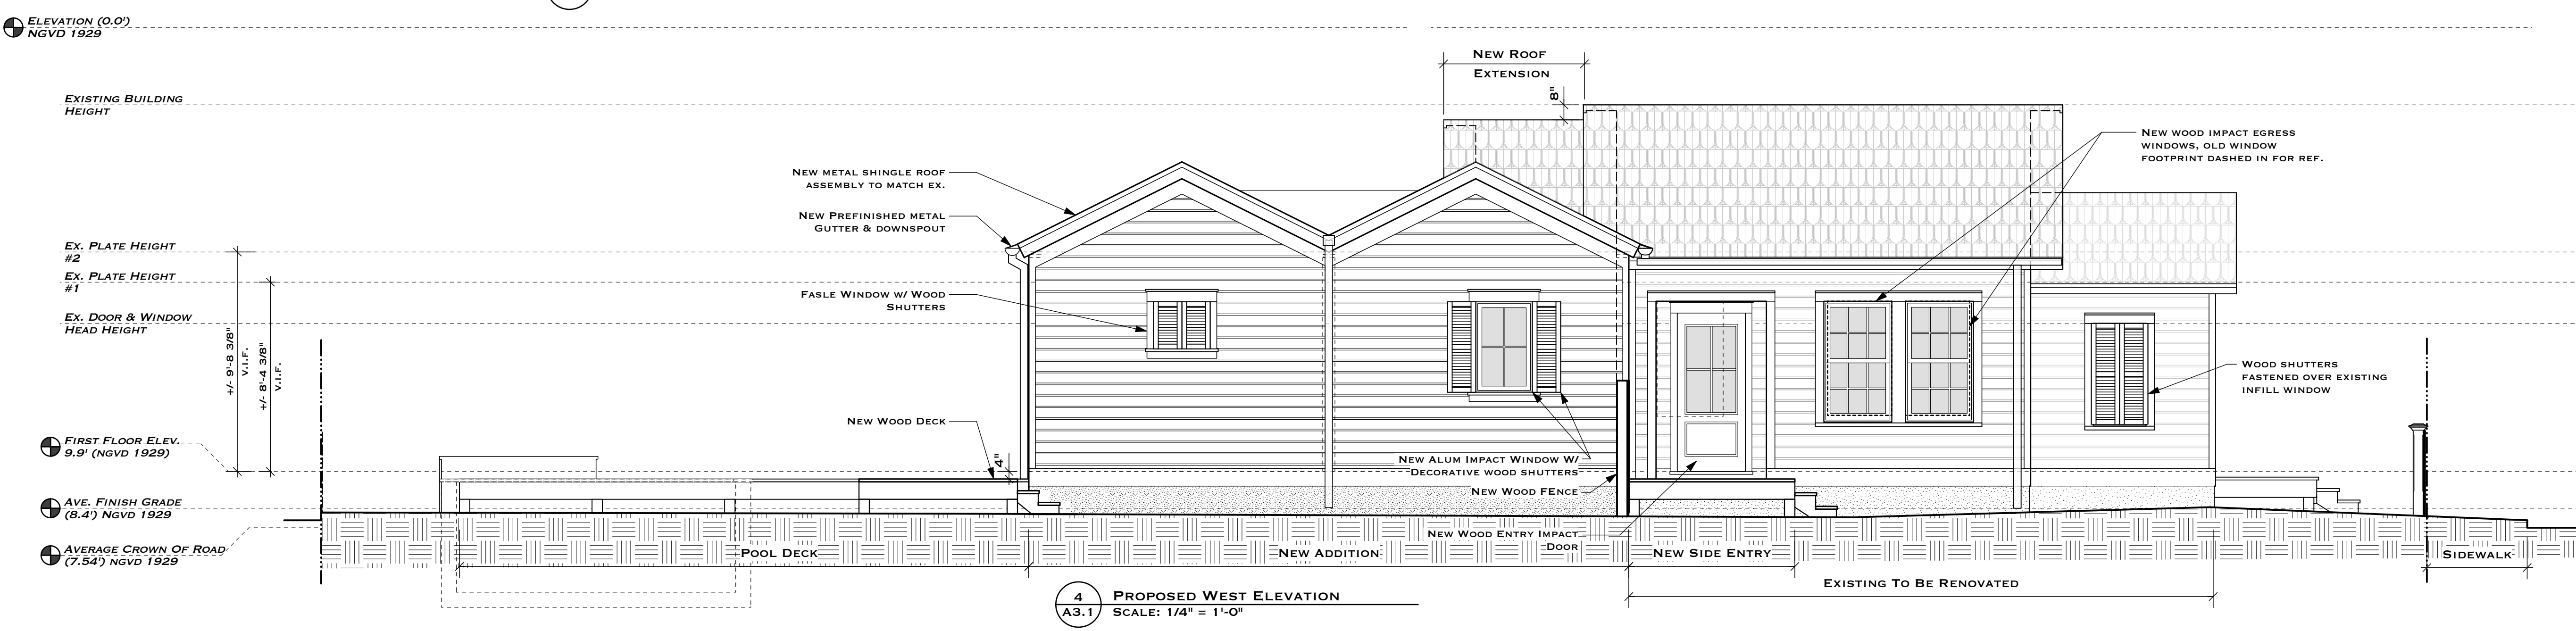 Elevation (0.0')
NGVD 1929
New Roof
Extension
8"
Existing Building
Height
New wood impact egress
windows, old window
footprint dashed in for ref.
New metal shingle roof
assembly to match ex.
New Prefinished metal
Gutter & downspout
Ex. Plate Height
#2
Ex. Plate Height
#1
Fasle Window w/ Wood
Shutters
Ex. Door & Window
Head Height
+/- 9'-8 3/8"
V.I.F.
+/- 8'-4 3/8"
V.I.F.
Wood shutters
fastened over existing
infill window
New Wood Deck
First Floor Elev.
9.9' (NGVD 1929)
4"
New Alum Impact Window W/
Decorative wood shutters
New Wood FEnce
Ave. Finish Grade
(8.4') NGVD 1929
New Wood Entry Impact
Door
Average Crown Of Road
(7.54') NGVD 1929
Pool Deck
New Addition
New Side Entry
Sidewalk
Existing To Be Renovated
4
A3.1
Proposed West Elevation
Scale: 1/4" = 1'-0"